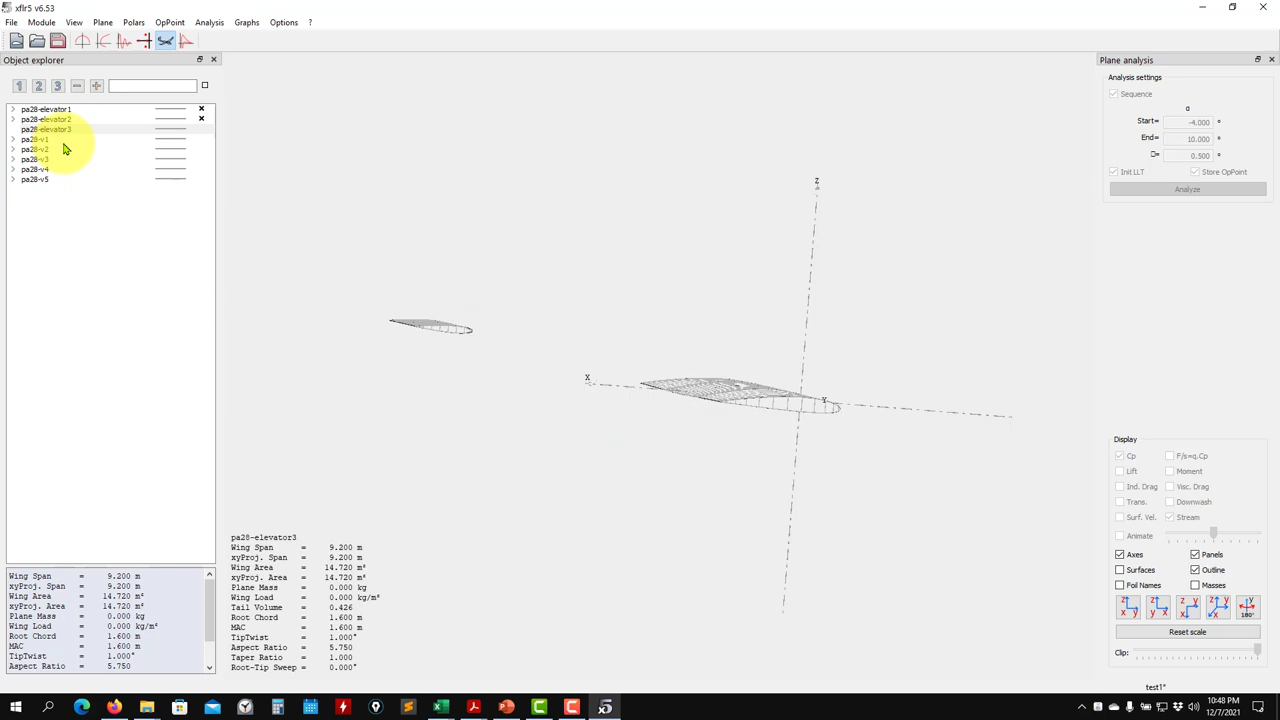 xflr5 v6.53
File Module View Plane Polars OpPoint Analysis Graphs Options ?
Object explorer
1 2 3
pa28-elevator1
pa28-elevator2
pa28-elevator3
pa28-v1
pa28-v2
pa28-v3
pa28-v4
pa28-v5
Wing Span = 9.200 m
xyProj. Span = 9.200 m
Wing Area = 14.720 m²
xyProj. Area = 14.720 m²
Plane Mass = 0.000 kg
Wing Load = 0.000 kg/m²
Root Chord = 1.600 m
MAC = 1.600 m
TipTwist = 1.000°
Aspect Ratio = 5.750
Z
X
Y
pa28-elevator3
Wing Span = 9.200 m
xyProj. Span = 9.200 m
Wing Area = 14.720 m²
xyProj. Area = 14.720 m²
Plane Mass = 0.000 kg
Wing Load = 0.000 kg/m²
Tail Volume = 0.426
Root Chord = 1.600 m
MAC = 1.600 m
TipTwist = 1.000°
Aspect Ratio = 5.750
Taper Ratio = 1.000
Root-Tip Sweep = 0.000°
Plane analysis
Analysis settings
Sequence
α
Start= -4.000 °
End= 10.000 °
□= 0.500 °
Init LLT Store OpPoint
Analyze
Display
Cp F/s=q.Cp
Lift Moment
Ind. Drag Visc. Drag
Trans. Downwash
Surf. Vel. Stream
Animate
Axes Panels
Surfaces Outline
Foil Names Masses
Reset scale
Clip:
test1*
10:48 PM
12/7/2021